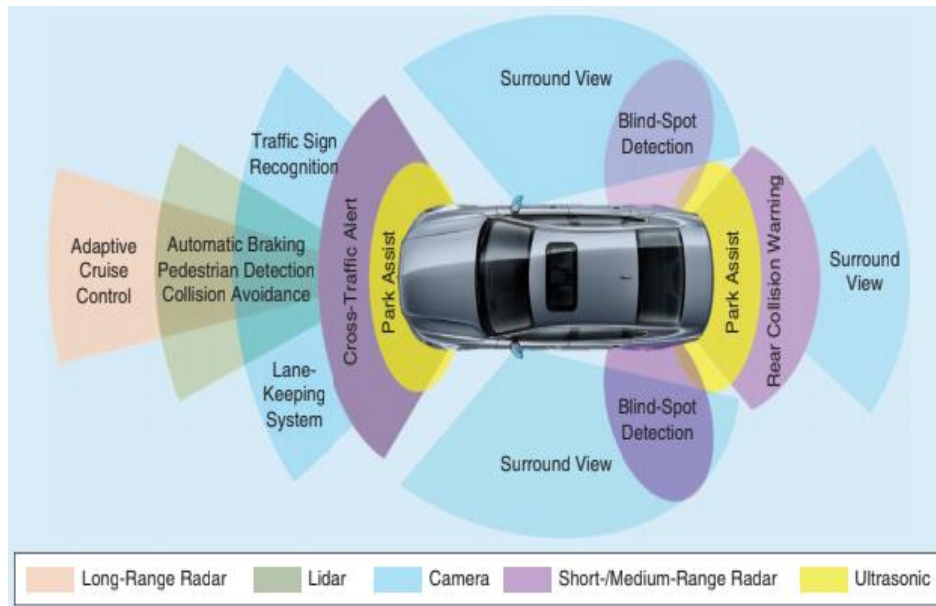 Surround View
Blind-Spot
Detection
Traffic Sign
Recognition
Adaptive
Cruise
Control
Automatic Braking
Pedestrian Detection
Collision Avoidance
Cross-Traffic Alert
Park Assist
Park Assist
Rear Collision Warning
Surround
View
Lane-
Keeping
System
Blind-Spot
Detection
Surround View
Long-Range Radar
Lidar
Camera
Short-/Medium-Range Radar
Ultrasonic